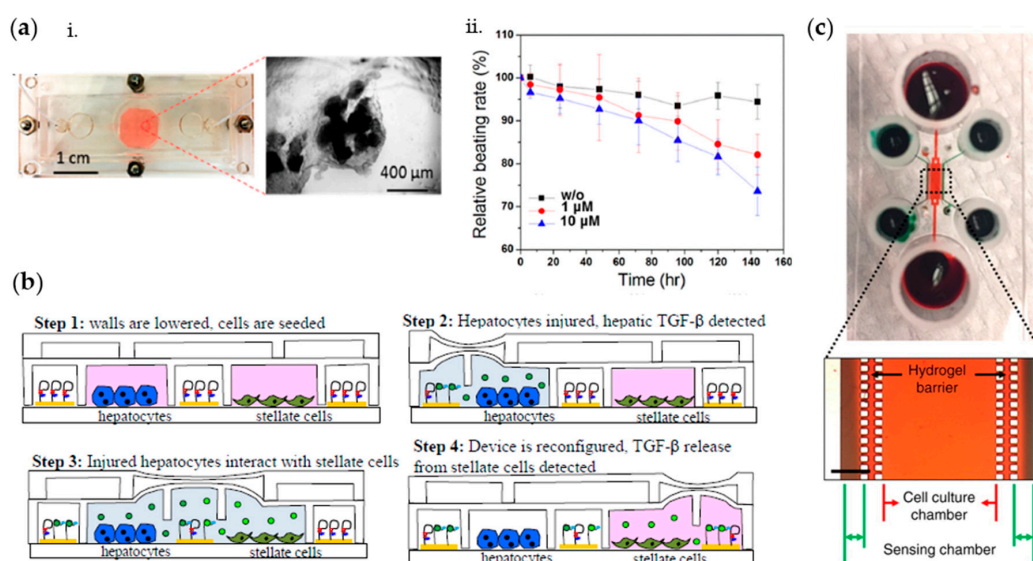 (a)
i.
1 cm
400 µm
ii.
Relative beating rate (%)
110
100
90
80
70
60
w/o
1 µM
10 µM
0 20 40 60 80 100 120 140 160
Time (hr)
(b)
Step 1: walls are lowered, cells are seeded
hepatocytes
stellate cells
Step 2: Hepatocytes injured, hepatic TGF-β detected
hepatocytes
stellate cells
Step 3: Injured hepatocytes interact with stellate cells
hepatocytes
stellate cells
Step 4: Device is reconfigured, TGF-β release
from stellate cells detected
hepatocytes
stellate cells
(c)
Hydrogel
barrier
Cell culture
chamber
Sensing chamber